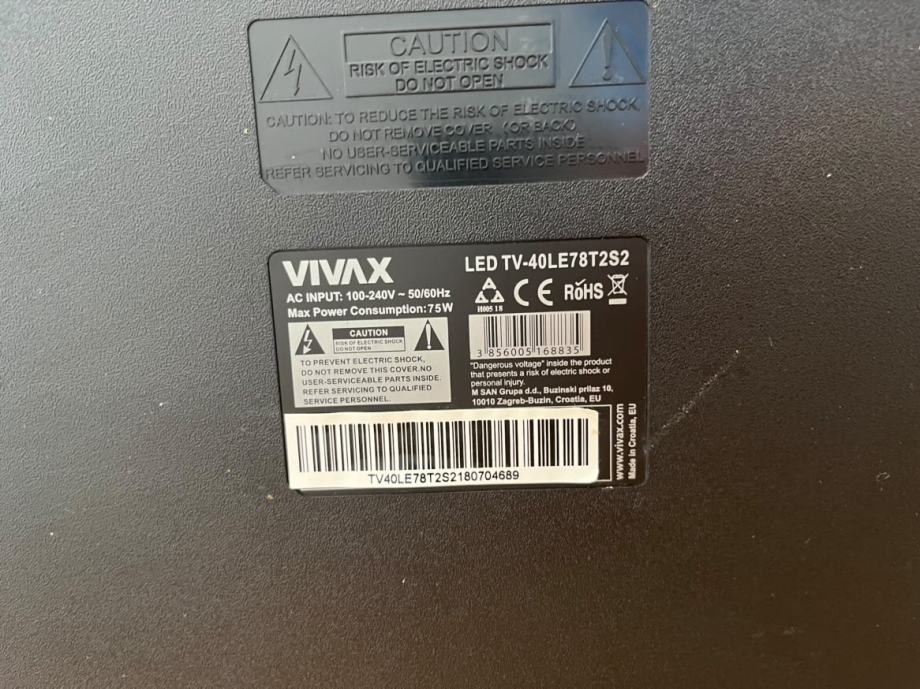 CAUTION
RISK OF ELECTRIC SHOCK
DO NOT OPEN
CAUTION: TO REDUCE THE RISK OF ELECTRIC SHOCK,
DO NOT REMOVE COVER (OR BACK)
NO USER-SERVICEABLE PARTS INSIDE
REFER SERVICING TO QUALIFIED SERVICE PERSONNEL
VIVAX
LED TV-40LE78T2S2
AC INPUT: 100-240V ~ 50/60Hz
Max Power Consumption: 75W
H005 18
CE
RoHS
CAUTION
RISK OF ELECTRIC SHOCK
DO NOT OPEN
TO PREVENT ELECTRIC SHOCK,
DO NOT REMOVE THIS COVER.NO
USER-SERVICEABLE PARTS INSIDE.
REFER SERVICING TO QUALIFIED
SERVICE PERSONNEL.
3 856005 168835
"Dangerous voltage" inside the product
that presents a risk of electric shock or
personal injury.
M SAN Grupa d.d., Buzinski prilaz 10,
10010 Zagreb-Buzin, Croatia, EU
TV40LE78T2S2180704689
www.vivax.com
Made in Croatia, EU